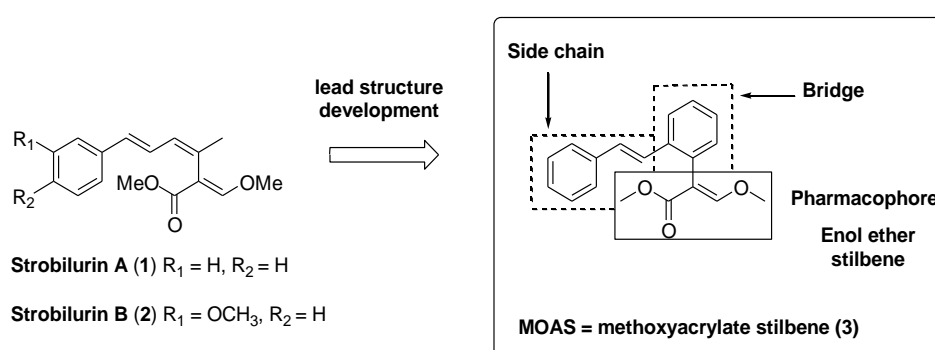 R1
R2
MeO
O
OMe
Strobilurin A (1) R1 = H, R2 = H
Strobilurin B (2) R1 = OCH3, R2 = H
lead structure
development
Side chain
Bridge
O
O
O
Pharmacophore
Enol ether
stilbene
MOAS = methoxyacrylate stilbene (3)